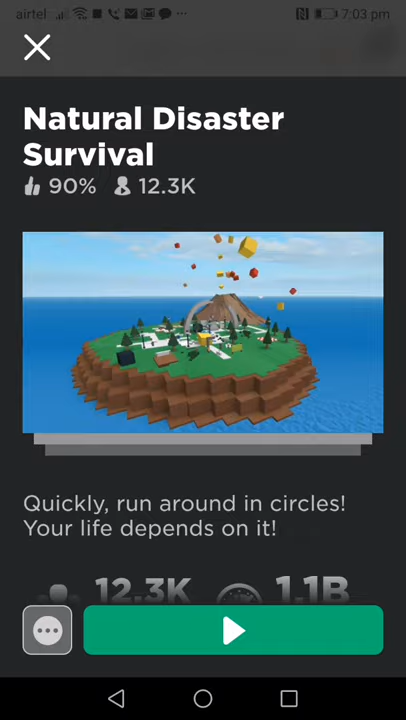 airtel 7:03 pm
Natural Disaster
Survival
90% 12.3K
Quickly, run around in circles!
Your life depends on it!
12.3K 1.1B